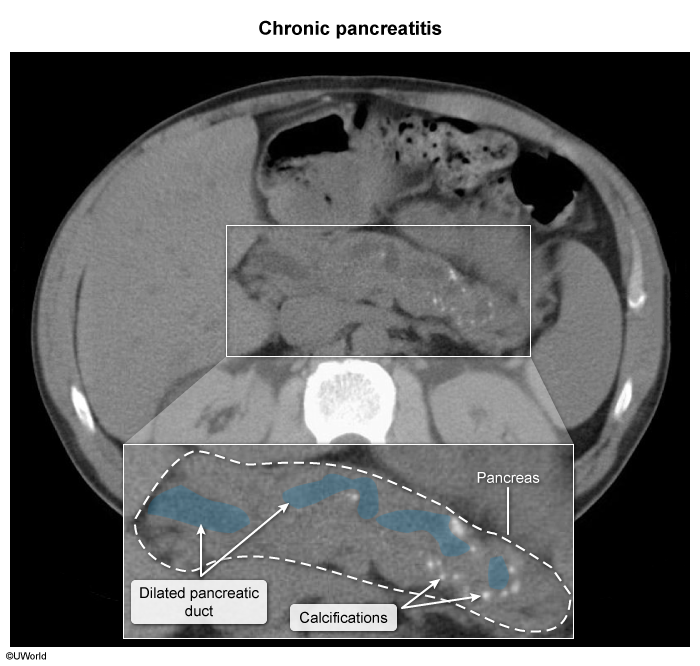 Chronic pancreatitis
Pancreas
Dilated pancreatic
duct
Calcifications
©UWorld